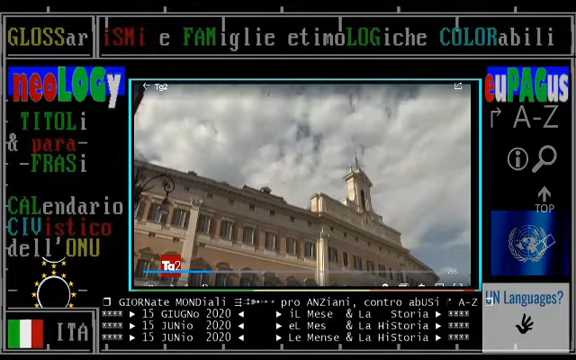 GLOSSar iSMi e FAMiglie etimoLOGiche COLORabili
neoLOGy
euPAGus
TITOLi
& para-
-FRASi
A-Z
TOP
CALendario
CIVistico
dell'ONU
ITA
Tg2
Tg2
UN Languages?
GIORNate MONDiali pro ANZiani, contro abUSi A-Z
15 GIUGNo 2020 iL Mese & La Storia
15 JUNio 2020 eL Mes & La HiStoria
15 JUNio 2020 Le Mense & La HiStoria